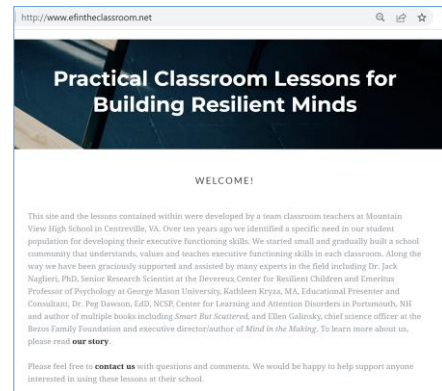 http://www.efintheclassroom.net
Practical Classroom Lessons for
Building Resilient Minds
WELCOME!
This site and the lessons contained within were developed by a team classroom teachers at Mountain
View High School in Centreville, VA. Over ten years ago we identified a specific need in our student
population for developing their executive functioning skills. We started small and gradually built a school
community that understands, values and teaches executive functioning skills in each classroom. Along the
way we have been graciously supported and assisted by many experts in the field including Dr. Jack
Naglieri, PhD, Senior Research Scientist at the Devereux Center for Resilient Children and Emeritus
Professor of Psychology at George Mason University, Kathleen Kryza, MA, Educational Presenter and
Consultant, Dr. Peg Dawson, EdD, NCSP, Center for Learning and Attention Disorders in Portsmouth, NH
and author of multiple books including Smart But Scattered, and Ellen Galinsky, chief science officer at the
Bezos Family Foundation and executive director/author of Mind in the Making. To learn more about us,
please read our story.
Please feel free to contact us with questions and comments. We would be happy to help support anyone
interested in using these lessons at their school.